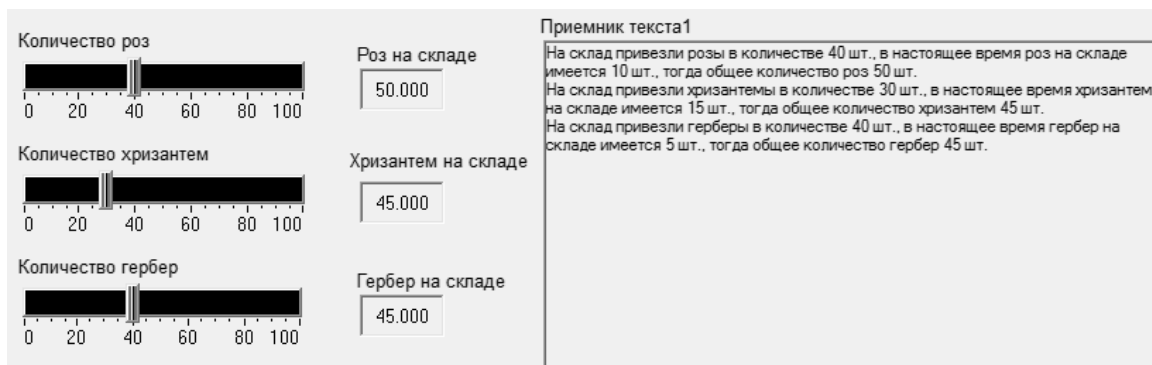 Количество роз
0 20 40 60 80 100
Роз на складе
50.000
Количество хризантем
0 20 40 60 80 100
Хризантем на складе
45.000
Количество гербер
0 20 40 60 80 100
Гербер на складе
45.000
Приемник текста1
На склад привезли розы в количестве 40 шт., в настоящее время роз на складе
имеется 10 шт., тогда общее количество роз 50 шт.
На склад привезли хризантемы в количестве 30 шт., в настоящее время хризантем
на складе имеется 15 шт., тогда общее количество хризантем 45 шт.
На склад привезли герберы в количестве 40 шт., в настоящее время гербер на
складе имеется 5 шт., тогда общее количество гербер 45 шт.